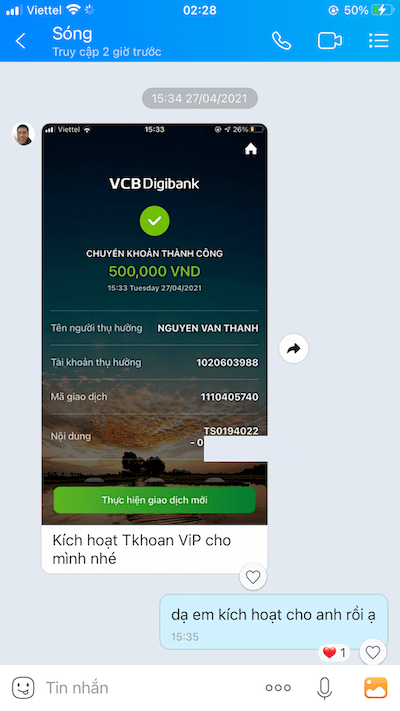 Viettel 02:28 50%
Sóng
Truy cập 2 giờ trước
15:34 27/04/2021
Viettel 15:33 26%
VCB Digibank
CHUYỂN KHOẢN THÀNH CÔNG
500,000 VND
15:33 Tuesday 27/04/2021
Tên người thụ hưởng NGUYEN VAN THANH
Tài khoản thụ hưởng 1020603988
Mã giao dịch 1110405740
Nội dung TS0194022
- 0
Thực hiện giao dịch mới
Kích hoạt Tkhoan ViP cho
mình nhé
dạ em kích hoạt cho anh rồi ạ
15:35
1
Tin nhắn